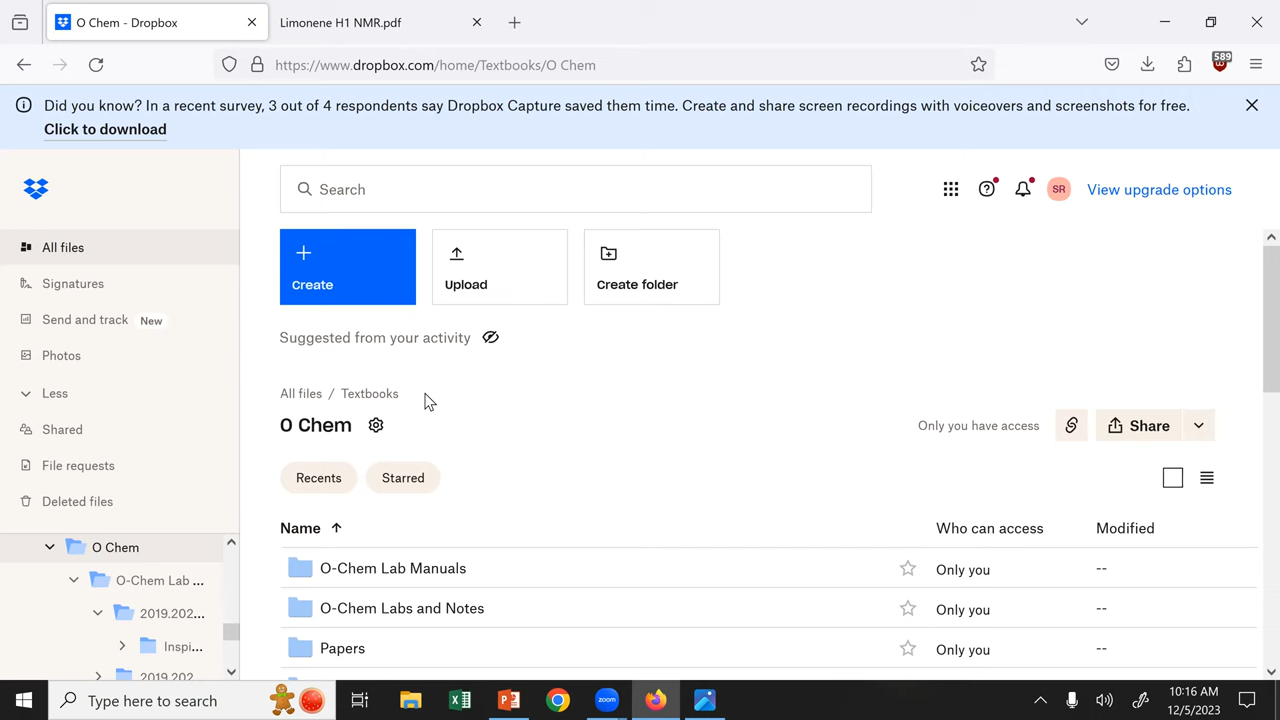 O Chem - Dropbox
Limonene H1 NMR.pdf
https://www.dropbox.com/home/Textbooks/O Chem
589
Did you know? In a recent survey, 3 out of 4 respondents say Dropbox Capture saved them time. Create and share screen recordings with voiceovers and screenshots for free.
Click to download
Search
SR
View upgrade options
All files
Signatures
Send and track New
Photos
Less
Shared
File requests
Deleted files
O Chem
O-Chem Lab ...
2019.202...
Inspi...
2019.202
Create
Upload
Create folder
Suggested from your activity
All files / Textbooks
O Chem
Only you have access
Share
Recents
Starred
Name
Who can access
Modified
O-Chem Lab Manuals
Only you
--
O-Chem Labs and Notes
Only you
--
Papers
Only you
--
Type here to search
zoom
10:16 AM
12/5/2023